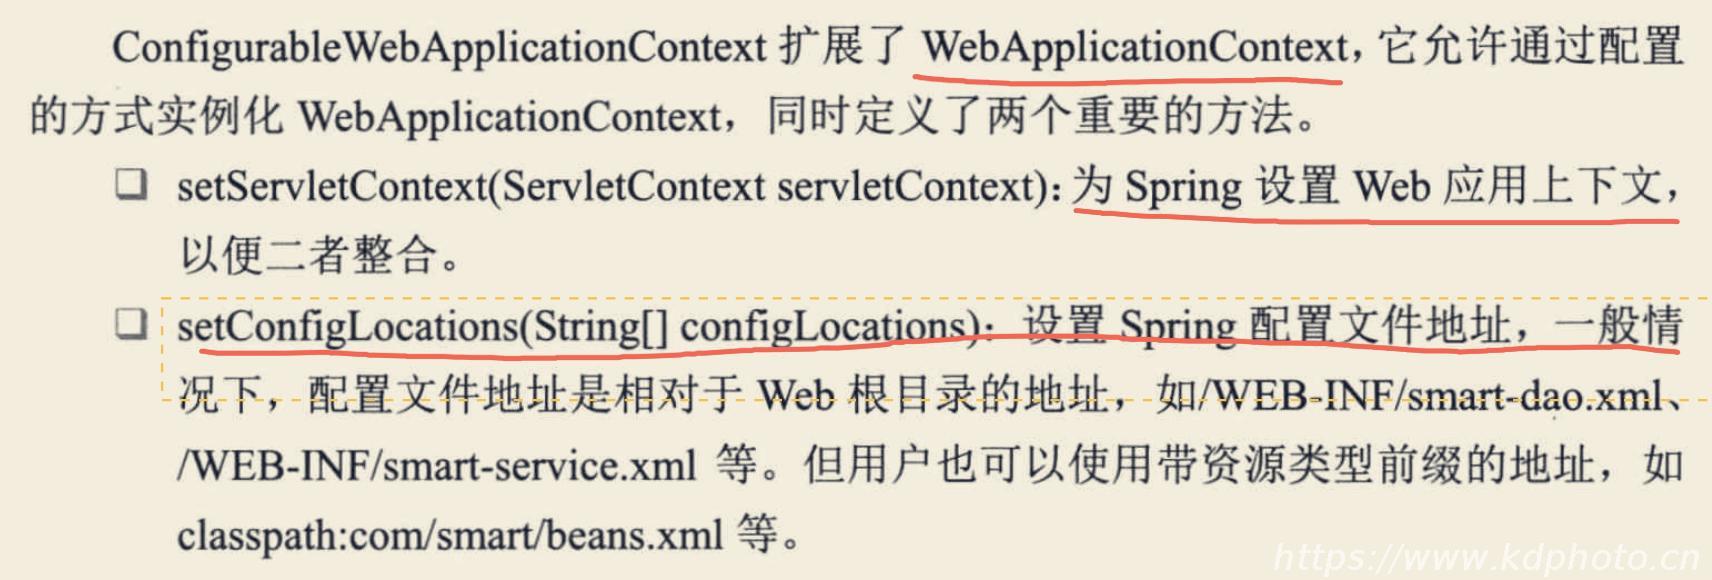 ConfigurableWebApplicationContext 扩展了 WebApplicationContext，它允许通过配置
的方式实例化 WebApplicationContext，同时定义了两个重要的方法。
❑ setServletContext(ServletContext servletContext)：为 Spring 设置 Web 应用上下文，
以便二者整合。
❑ setConfigLocations(String[] configLocations)：设置 Spring 配置文件地址，一般情
况下，配置文件地址是相对于 Web 根目录的地址，如/WEB-INF/smart-dao.xml、
/WEB-INF/smart-service.xml 等。但用户也可以使用带资源类型前缀的地址，如
classpath:com/smart/beans.xml 等。
https://www.kdphoto.cn